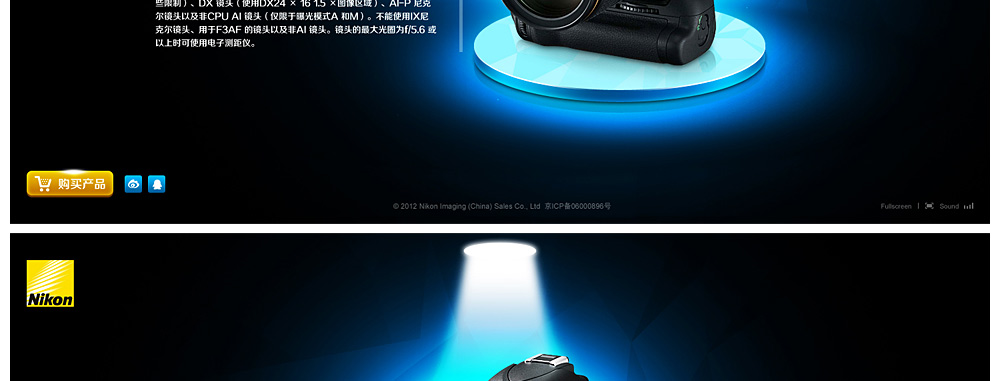 些限制）、DX 镜头（使用DX24 × 16 1.5 ×图像区域）、AI-P 尼克
尔镜头以及非CPU AI 镜头（仅限于曝光模式A 和M）。不能使用IX尼
克尔镜头、用于F3AF 的镜头以及非AI 镜头。镜头的最大光圈为f/5.6 或
以上时可使用电子测距仪。
购买产品
© 2012 Nikon Imaging (China) Sales Co., Ltd 京ICP备06000896号
Fullscreen | Sound
Nikon